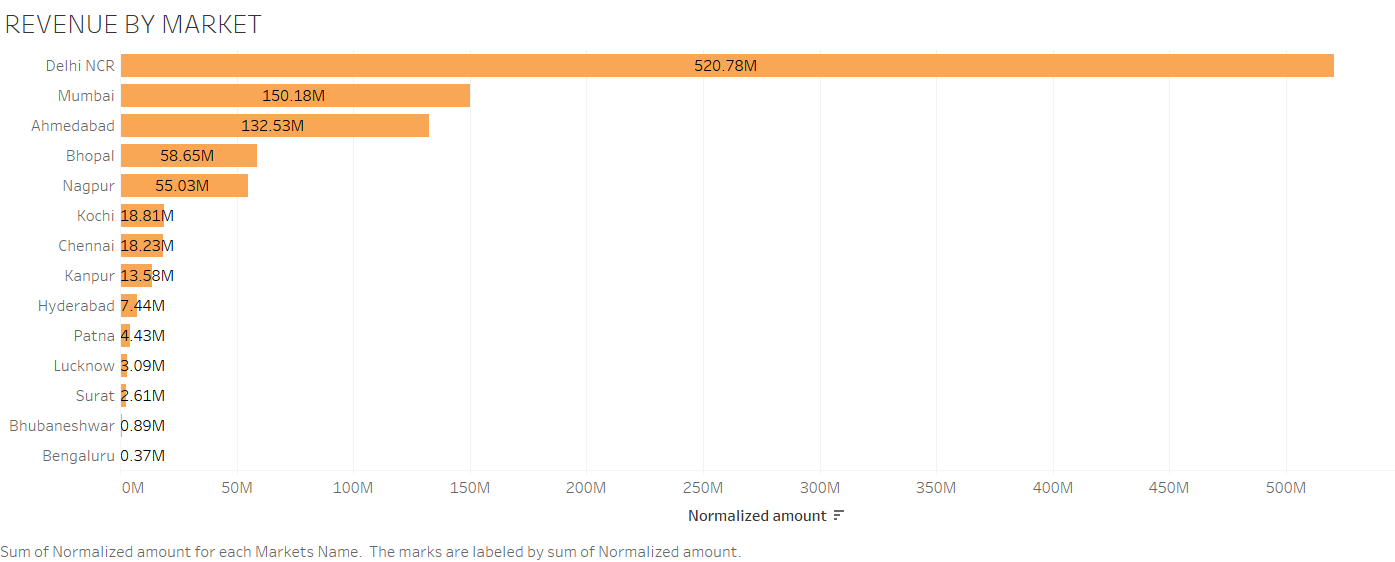 REVENUE BY MARKET
Delhi NCR 520.78M
Mumbai 150.18M
Ahmedabad 132.53M
Bhopal 58.65M
Nagpur 55.03M
Kochi 18.81M
Chennai 18.23M
Kanpur 13.58M
Hyderabad 7.44M
Patna 4.43M
Lucknow 3.09M
Surat 2.61M
Bhubaneshwar 0.89M
Bengaluru 0.37M
0M 50M 100M 150M 200M 250M 300M 350M 400M 450M 500M
Normalized amount
Sum of Normalized amount for each Markets Name. The marks are labeled by sum of Normalized amount.